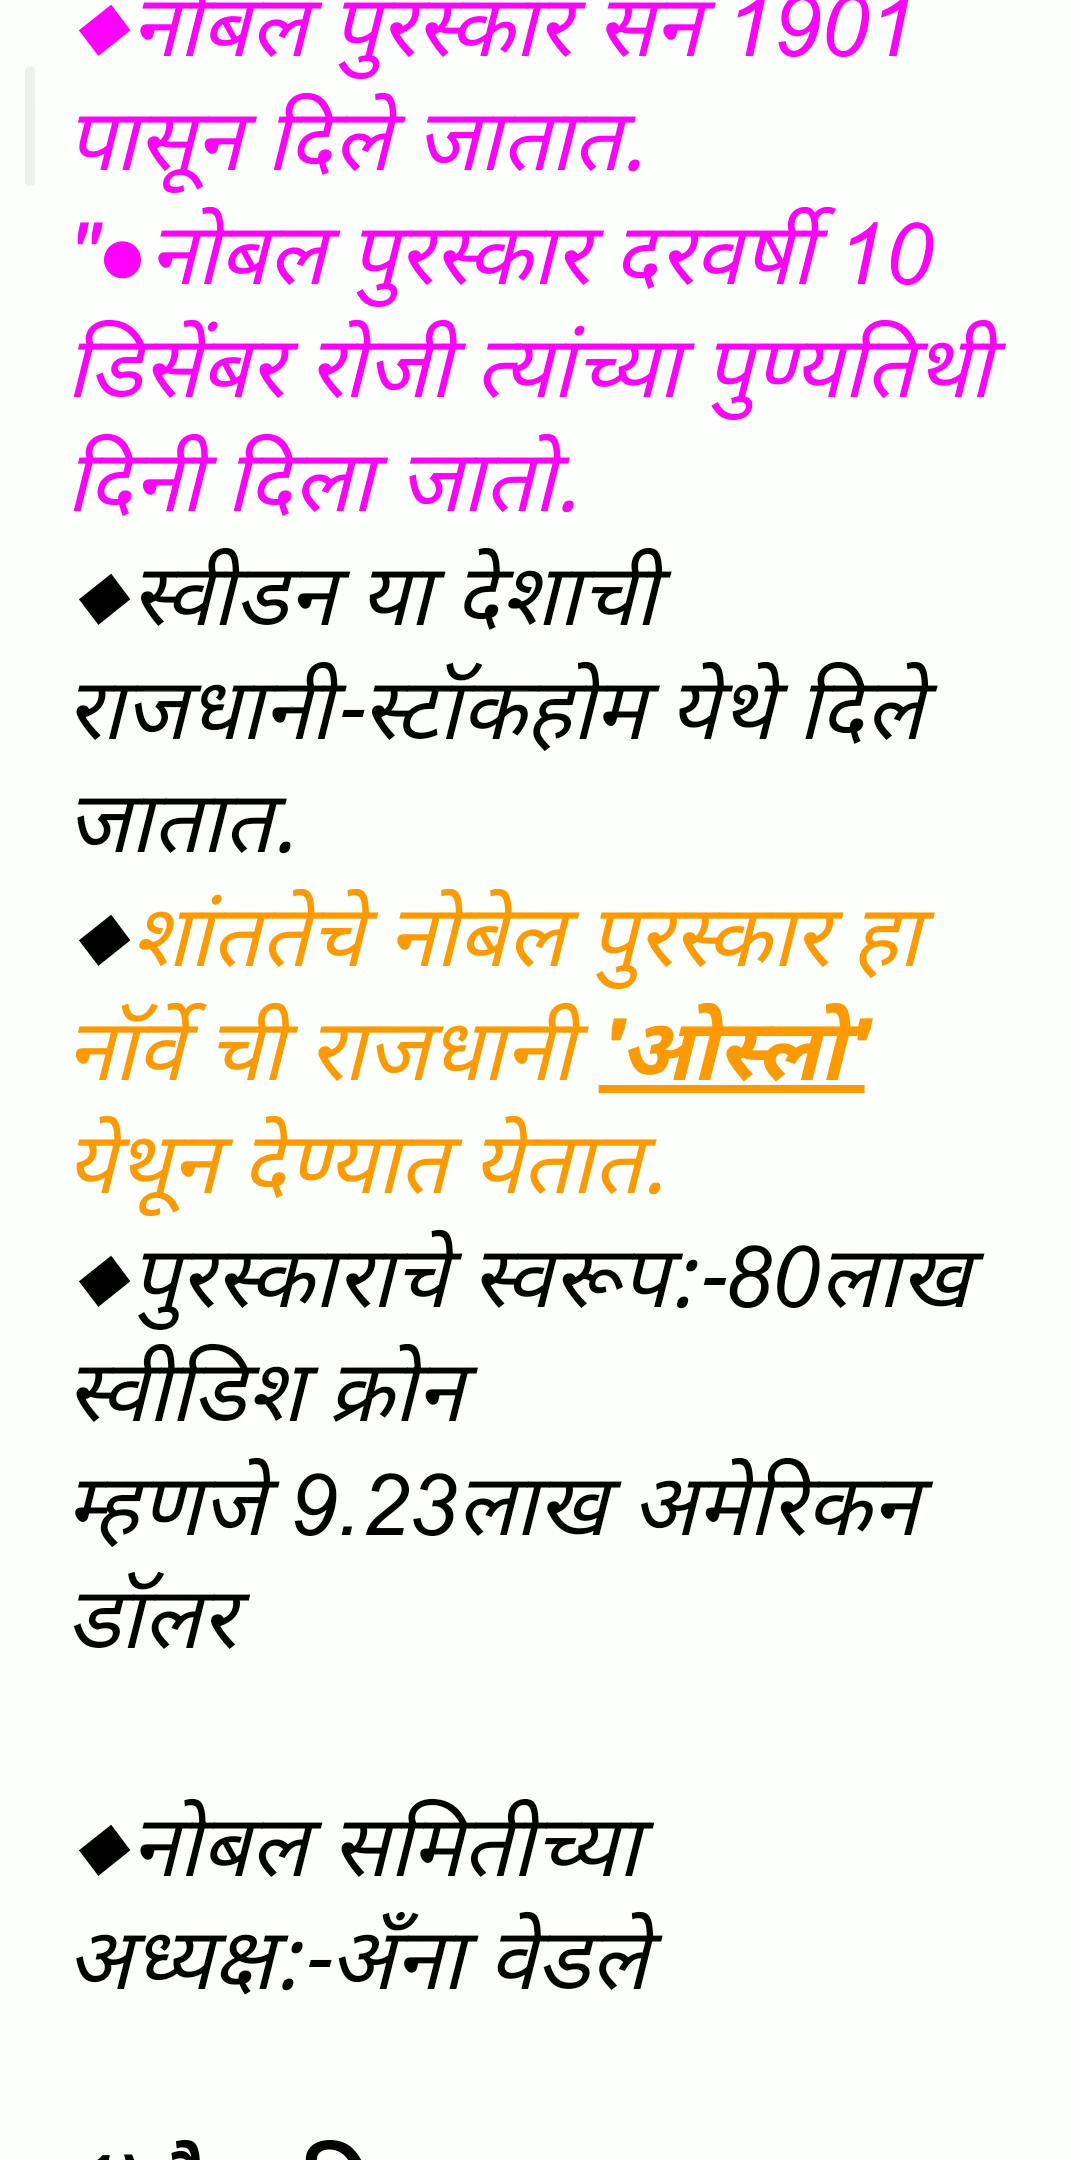 ◆नोबल पुरस्कार सन 1901
पासून दिले जातात.
"●नोबल पुरस्कार दरवर्षी 10
डिसेंबर रोजी त्यांच्या पुण्यतिथी
दिनी दिला जातो.
◆स्वीडन या देशाची
राजधानी-स्टॉकहोम येथे दिले
जातात.
◆शांततेचे नोबेल पुरस्कार हा
नॉर्वे ची राजधानी 'ओस्लो'
येथून देण्यात येतात.
◆पुरस्काराचे स्वरूप:-80लाख
स्वीडिश क्रोन
म्हणजे 9.23लाख अमेरिकन
डॉलर
◆नोबल समितीच्या
अध्यक्ष:-अँना वेडले